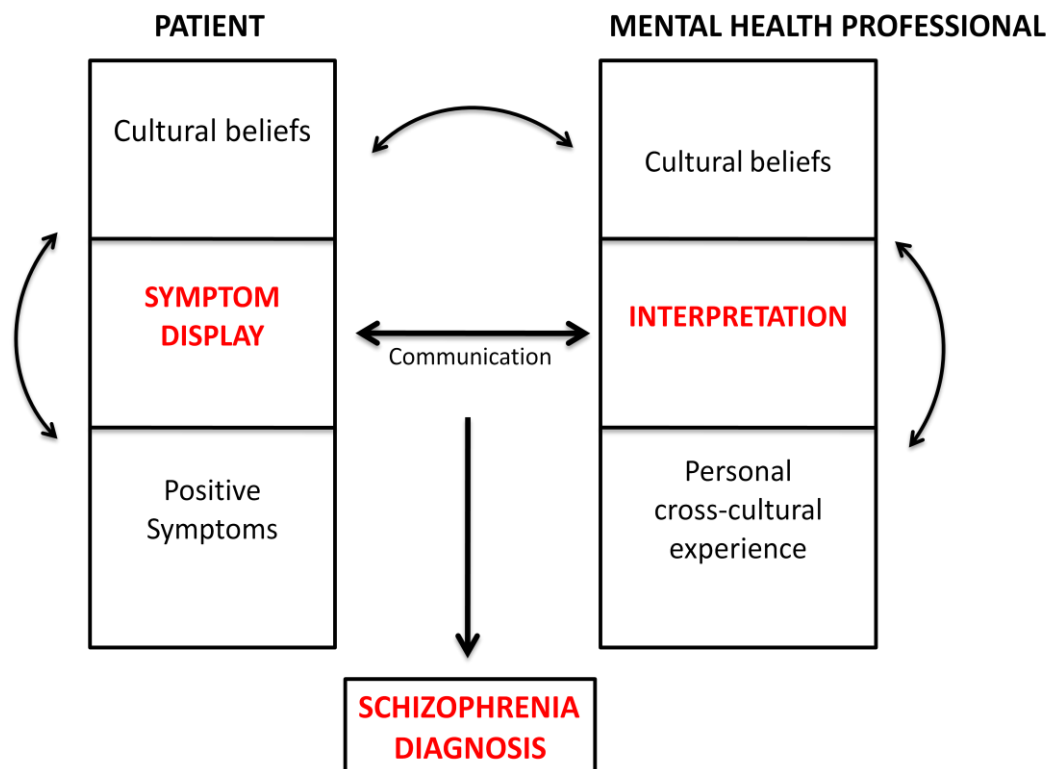 PATIENT
Cultural beliefs
SYMPTOM
DISPLAY
Positive
Symptoms
Communication
MENTAL HEALTH PROFESSIONAL
Cultural beliefs
INTERPRETATION
Personal
cross-cultural
experience
SCHIZOPHRENIA
DIAGNOSIS